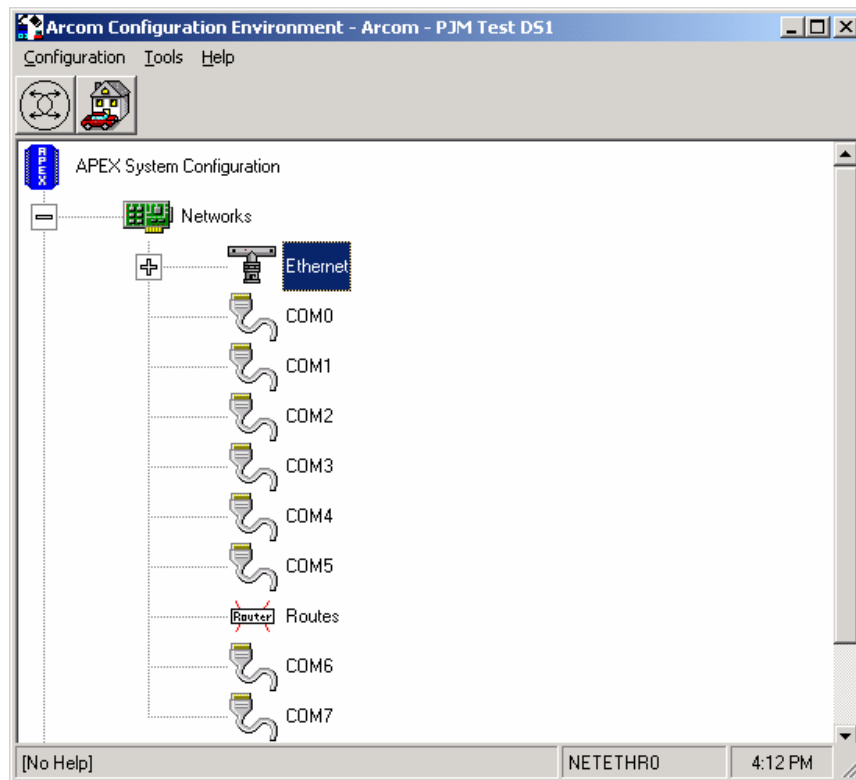 Arcom Configuration Environment - Arcom - PJM Test DS1
Configuration Tools Help
APEX
APEX System Configuration
Networks
Ethernet
COM0
COM1
COM2
COM3
COM4
COM5
Router Routes
COM6
COM7
[No Help] NETETHR0 4:12 PM